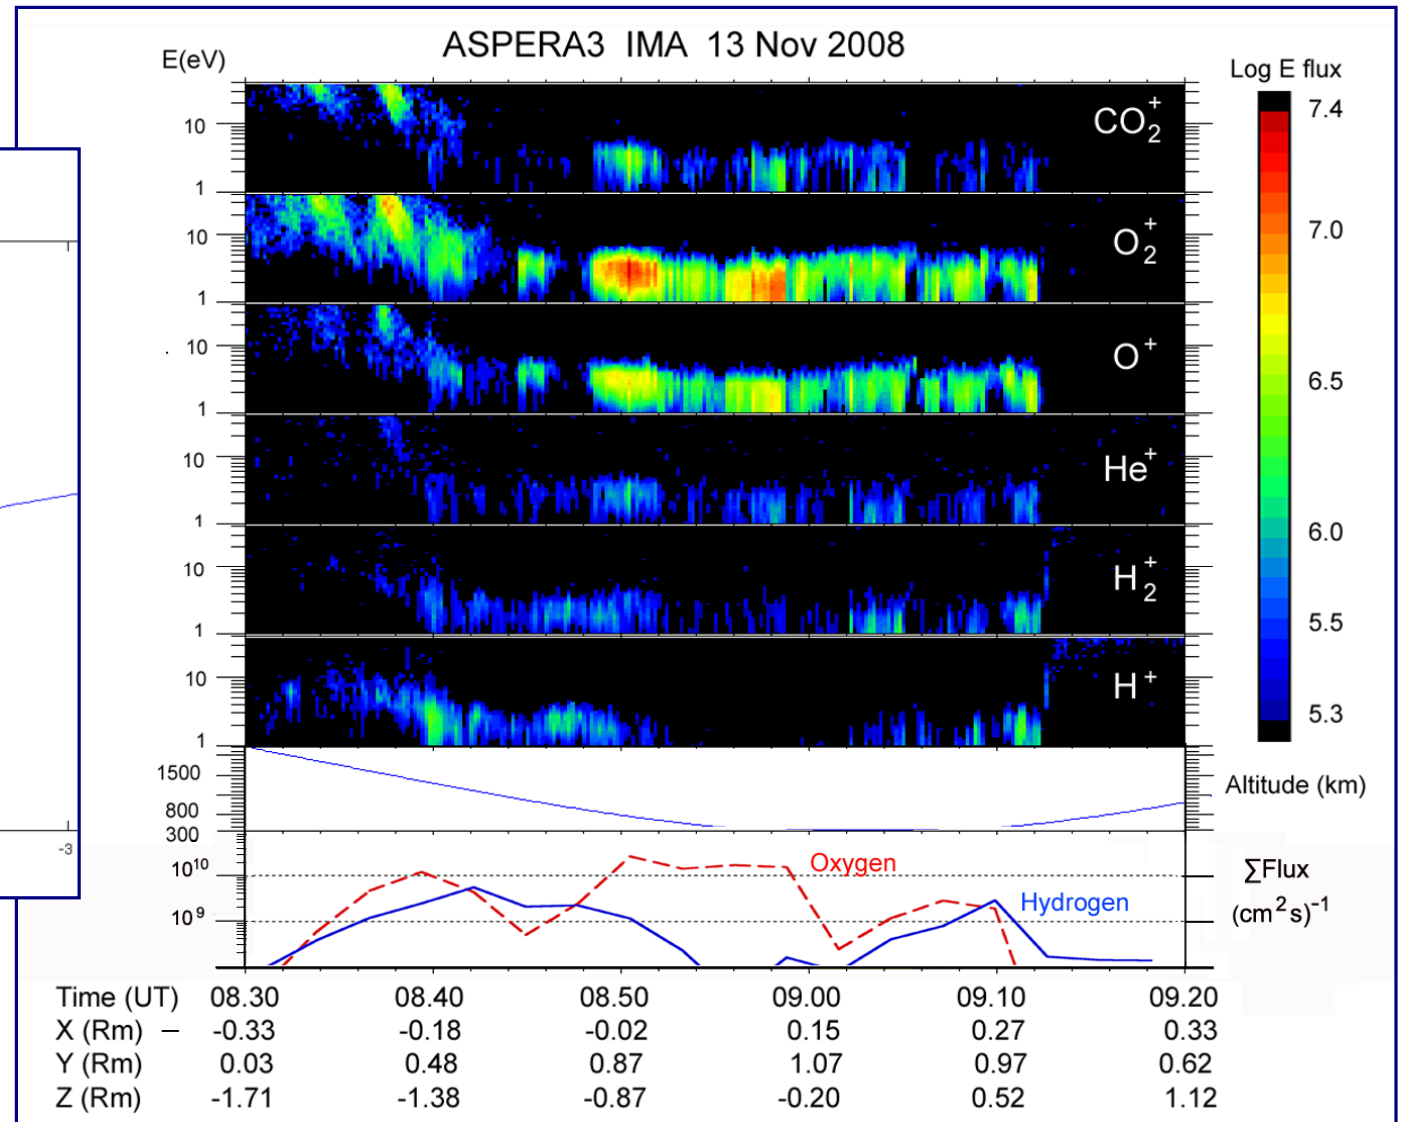 ASPERA3 IMA 13 Nov 2008
E(eV)
Log E flux
10
1
CO2+
10
1
O2+
10
1
O+
10
1
He+
10
1
H2+
10
1
H+
7.4
7.0
6.5
6.0
5.5
5.3
-3
1500
800
300
Altitude (km)
10^10
10^9
Oxygen
Hydrogen
∑Flux
(cm² s)⁻¹
Time (UT) 08.30 08.40 08.50 09.00 09.10 09.20
X (Rm) – -0.33 -0.18 -0.02 0.15 0.27 0.33
Y (Rm) 0.03 0.48 0.87 1.07 0.97 0.62
Z (Rm) -1.71 -1.38 -0.87 -0.20 0.52 1.12